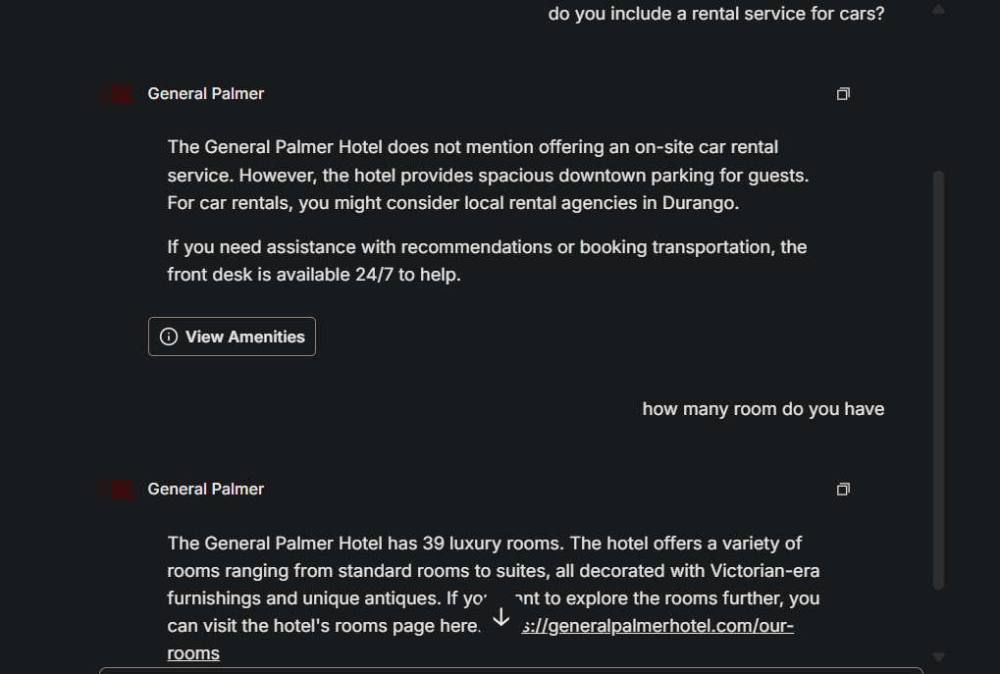 do you include a rental service for cars?
General Palmer
The General Palmer Hotel does not mention offering an on-site car rental
service. However, the hotel provides spacious downtown parking for guests.
For car rentals, you might consider local rental agencies in Durango.
If you need assistance with recommendations or booking transportation, the
front desk is available 24/7 to help.
View Amenities
how many room do you have
General Palmer
The General Palmer Hotel has 39 luxury rooms. The hotel offers a variety of
rooms ranging from standard rooms to suites, all decorated with Victorian-era
furnishings and unique antiques. If to explore the rooms further, you
can visit the hotel's rooms page here. s://generalpalmerhotel.com/our-
rooms